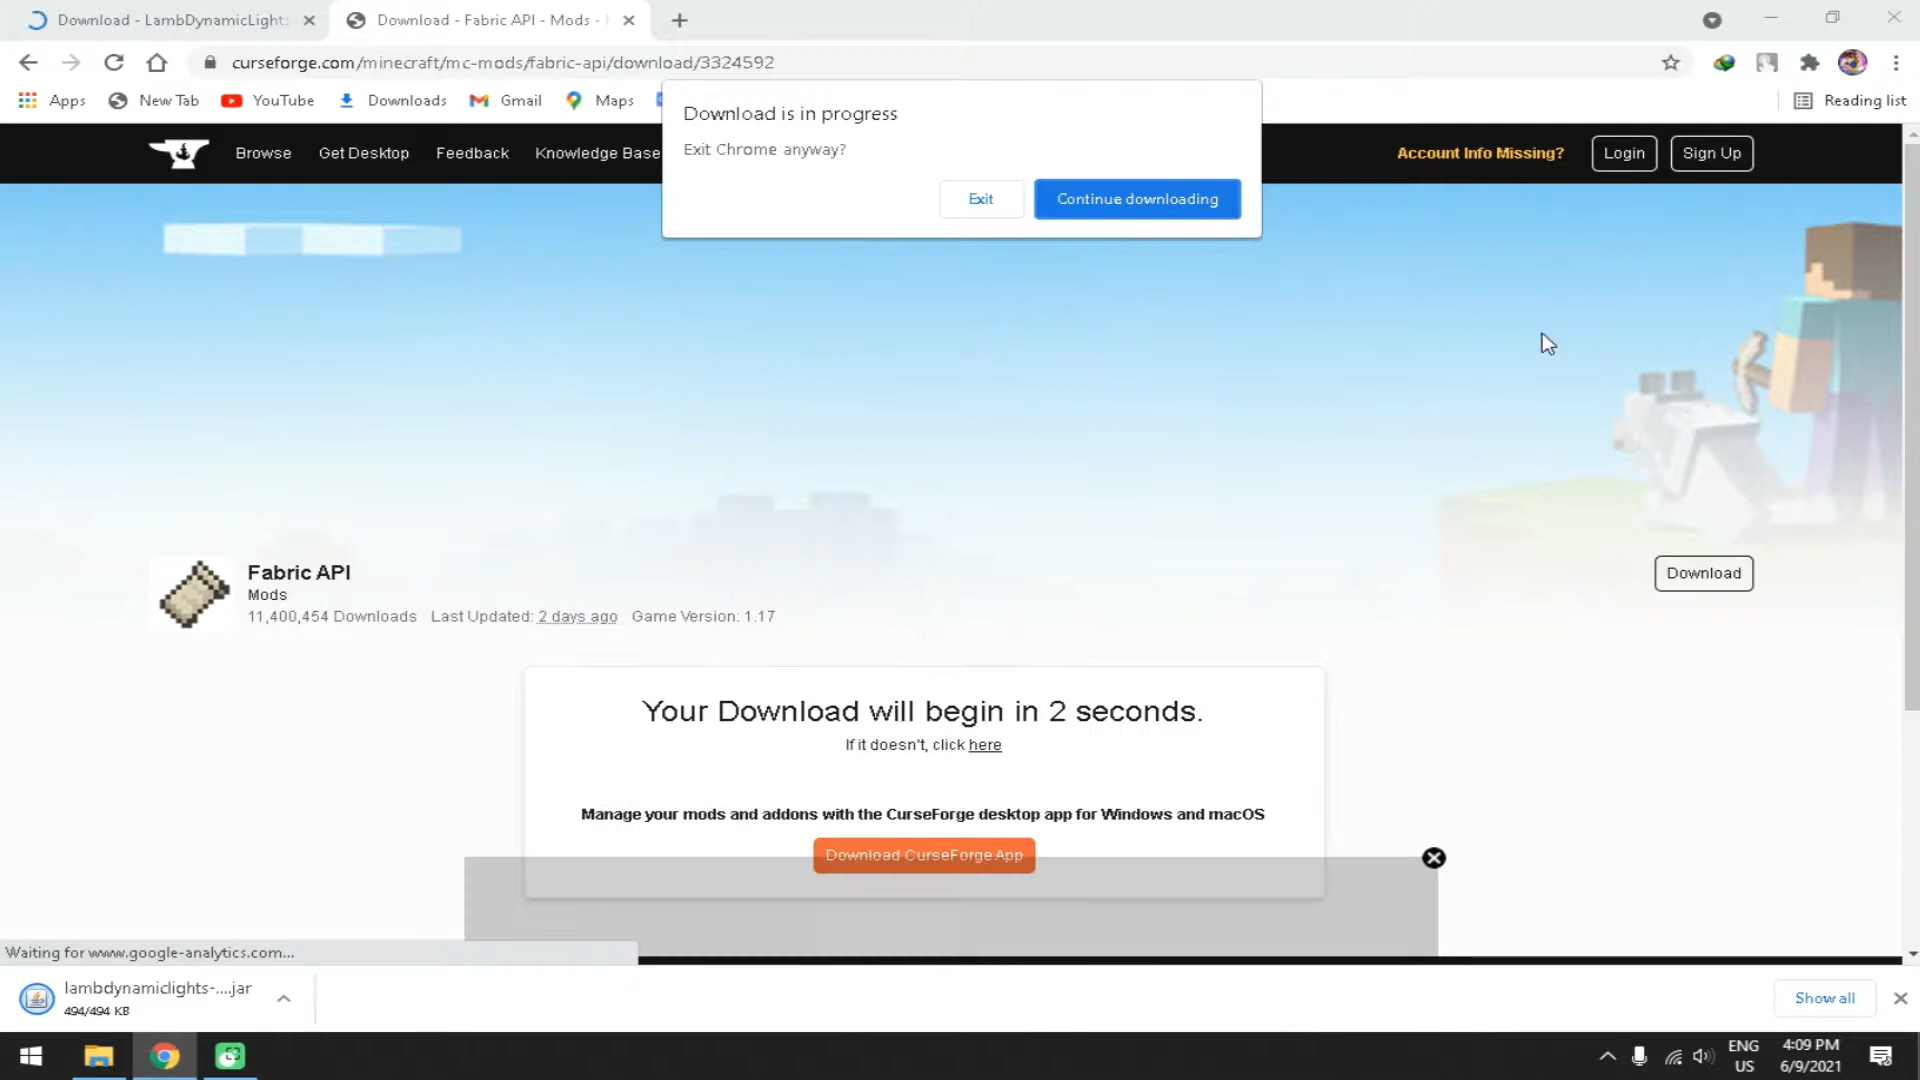 Download - LambDynamicLights
Download - Fabric API - Mods -
curseforge.com/minecraft/mc-mods/fabric-api/download/3324592
Apps New Tab YouTube Downloads Gmail Maps
Reading list
Download is in progress
Exit Chrome anyway?
Exit Continue downloading
Browse Get Desktop Feedback Knowledge Base
Account Info Missing? Login Sign Up
Fabric API
Mods
11,400,454 Downloads Last Updated: 2 days ago Game Version: 1.17
Download
Your Download will begin in 2 seconds.
If it doesn't, click here
Manage your mods and addons with the CurseForge desktop app for Windows and macOS
Download CurseForge App
Waiting for www.google-analytics.com...
lambdynamiclights-....jar
494/494 KB
Show all
ENG
US
4:09 PM
6/9/2021